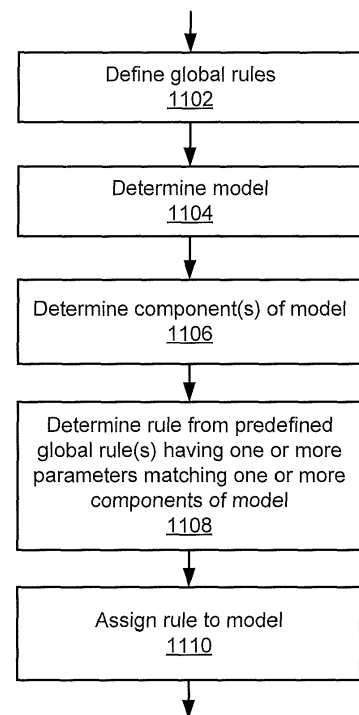 Define global rules
1102
Determine model
1104
Determine component(s) of model
1106
Determine rule from predefined
global rule(s) having one or more
parameters matching one or more
components of model
1108
Assign rule to model
1110